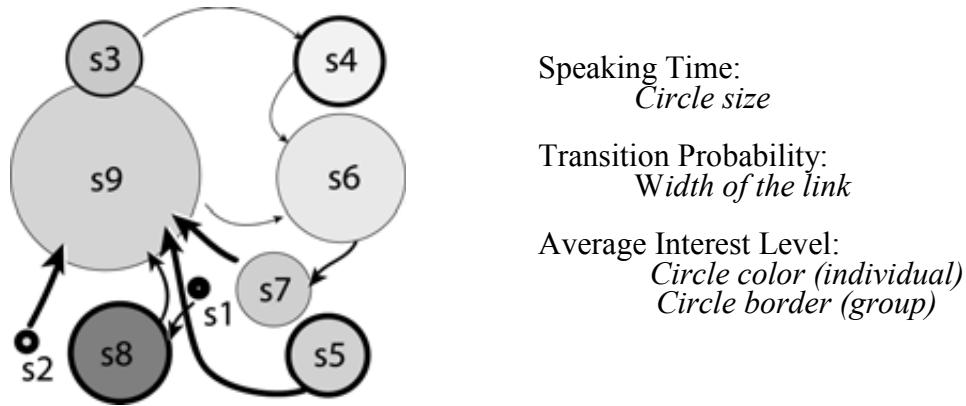 s3
s4
s9
s6
s7
s1
s2
s8
s5
Speaking Time:
Circle size
Transition Probability:
Width of the link
Average Interest Level:
Circle color (individual)
Circle border (group)